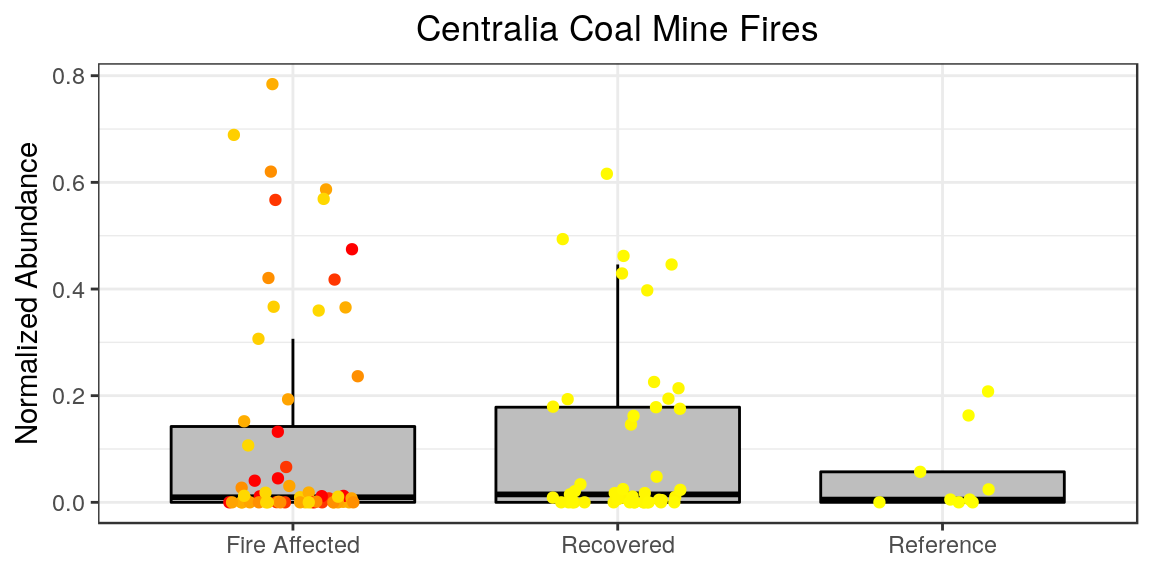 Centralia Coal Mine Fires
Normalized Abundance
0.8
0.6
0.4
0.2
0.0
Fire Affected
Recovered
Reference